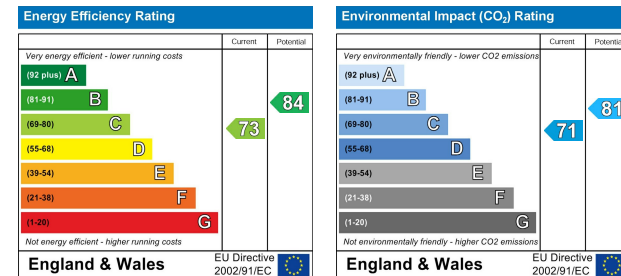 Energy Efficiency Rating
Current Potential
Very energy efficient - lower running costs
(92 plus) A
(81-91) B
84
(69-80) C
73
(55-68) D
(39-54) E
(21-38) F
(1-20) G
Not energy efficient - higher running costs
England & Wales
EU Directive
2002/91/EC
Environmental Impact (CO₂) Rating
Current Potentia
Very environmentally friendly - lower CO2 emissions
(92 plus) A
(81-91) B
81
(69-80) C
71
(55-68) D
(39-54) E
(21-38) F
(1-20) G
Not environmentally friendly - higher CO2 emissions
England & Wales
EU Directive
2002/91/EC